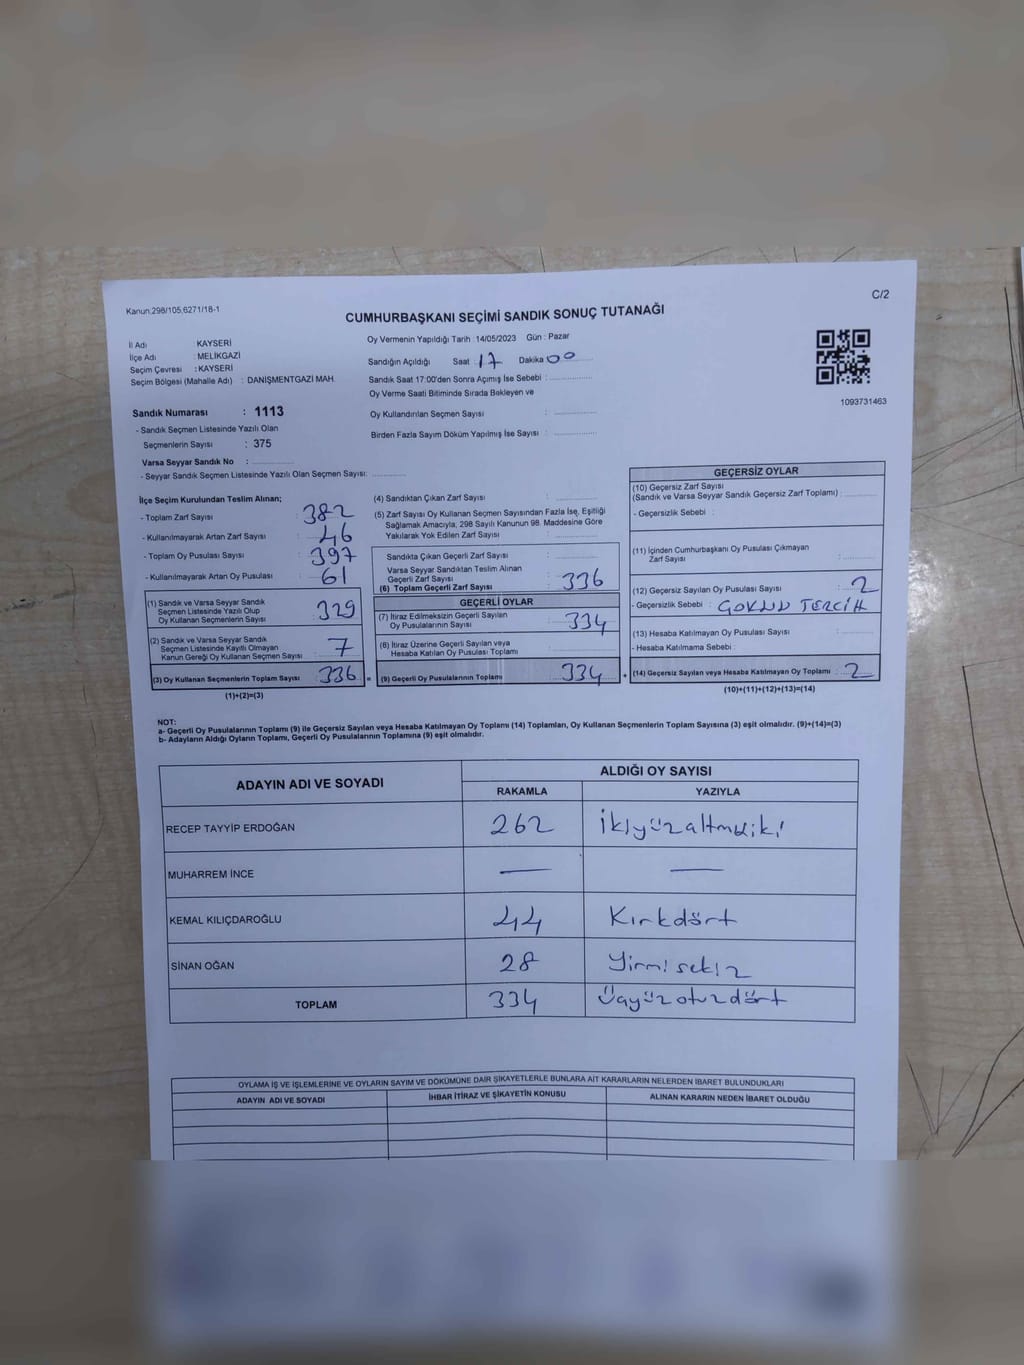 Kanun:298/105,6271/18-1
C/2
CUMHURBAŞKANI SEÇİMİ SANDIK SONUÇ TUTANAĞI
İl Adı KAYSERİ
İlçe Adı : MELİKGAZİ
Seçim Çevresi : KAYSERİ
Seçim Bölgesi (Mahalle Adı) : DANİŞMENTGAZİ MAH.
Oy Vermenin Yapıldığı Tarih : 14/05/2023 Gün : Pazar
Sandığın Açıldığı Saat : 17 Dakika 00
Sandık Saat 17:00'den Sonra Açımış İse Sebebi :
Oy Verme Saati Bitiminde Sırada Bekleyen ve
Oy Kullandırılan Seçmen Sayısı :
Birden Fazla Sayım Döküm Yapılmış İse Sayısı :
1093731463
Sandık Numarası : 1113
- Sandık Seçmen Listesinde Yazılı Olan
Seçmenlerin Sayısı : 375
Varsa Seyyar Sandık No :
- Seyyar Sandık Seçmen Listesinde Yazılı Olan Seçmen Sayısı:
İlçe Seçim Kurulundan Teslim Alınan;
- Toplam Zarf Sayısı : 382
- Kullanılmayarak Artan Zarf Sayısı : 46
- Toplam Oy Pusulası Sayısı : 397
- Kullanılmayarak Artan Oy Pusulası : 61
(1) Sandık ve Varsa Seyyar Sandık
Seçmen Listesinde Yazılı Olup
Oy Kullanan Seçmenlerin Sayısı : 329
(2) Sandık ve Varsa Seyyar Sandık
Seçmen Listesinde Kayıtlı Olmayan
Kanun Gereği Oy Kullanan Seçmen Sayısı : 7
(3) Oy Kullanan Seçmenlerin Toplam Sayısı : 336
(1)+(2)=(3)
(4) Sandıktan Çıkan Zarf Sayısı :
(5) Zarf Sayısı Oy Kullanan Seçmen Sayısından Fazla İse, Eşitliği
Sağlamak Amacıyla, 298 Sayılı Kanunun 98. Maddesine Göre
Yakılarak Yok Edilen Zarf Sayısı :
Sandıkta Çıkan Geçerli Zarf Sayısı :
Varsa Seyyar Sandıktan Teslim Alınan
Geçerli Zarf Sayısı :
(6) Toplam Geçerli Zarf Sayısı : 336
GEÇERLİ OYLAR
(7) İtiraz Edilmeksizin Geçerli Sayılan
Oy Pusulalarının Sayısı : 334
(8) İtiraz Üzerine Geçerli Sayılan veya
Hesaba Katılan Oy Pusulası Toplamı :
= (9) Geçerli Oy Pusulalarının Toplamı : 334
GEÇERSİZ OYLAR
(10) Geçersiz Zarf Sayısı
(Sandık ve Varsa Seyyar Sandık Geçersiz Zarf Toplamı) :
- Geçersizlik Sebebi :
(11) İçinden Cumhurbaşkanı Oy Pusulası Çıkmayan
Zarf Sayısı :
(12) Geçersiz Sayılan Oy Pusulası Sayısı : 2
- Geçersizlik Sebebi :
TERCİH
(13) Hesaba Katılmayan Oy Pusulası Sayısı :
- Hesaba Katılmama Sebebi :
+ (14) Geçersiz Sayılan veya Hesaba Katılmayan Oy Toplamı : 2
(10)+(11)+(12)+(13)=(14)
NOT:
a- Geçerli Oy Pusulalarının Toplamı (9) ile Geçersiz Sayılan veya Hesaba Katılmayan Oy Toplamı (14) Toplamları, Oy Kullanan Seçmenlerin Toplam Sayısına (3) eşit olmalıdır. (9)+(14)=(3)
b- Adayların Aldığı Oyların Toplamı, Geçerli Oy Pusulalarının Toplamına (9) eşit olmalıdır.
ADAYIN ADI VE SOYADI ALDIĞI OY SAYISI
RAKAMLA YAZIYLA
RECEP TAYYİP ERDOĞAN 262 İkiyüzaltmıdiki
MUHARREM İNCE — —
KEMAL KILIÇDAROĞLU 44 Kırkdört
SİNAN OĞAN 28 Yirmisekiz
TOPLAM 334 Üçyüzotuzdört
OYLAMA İŞ VE İŞLEMLERİNE VE OYLARIN SAYIM VE DÖKÜMÜNE DAİR ŞİKAYETLERLE BUNLARA AİT KARARLARIN NELERDEN İBARET BULUNDUKLARI
ADAYIN ADI VE SOYADI İHBAR İTİRAZ VE ŞİKAYETİN KONUSU ALINAN KARARIN NEDEN İBARET OLDUĞU